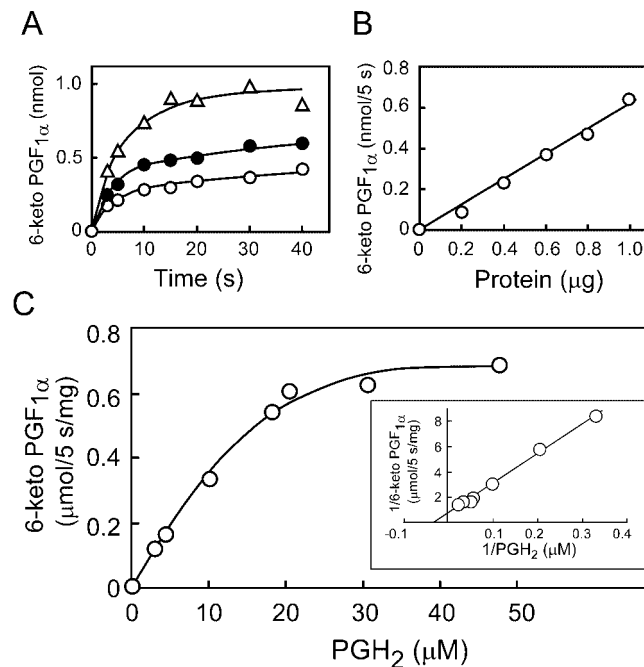 A
6-keto PGF1α (nmol)
1.0
0.5
0
0 10 20 30 40
Time (s)
B
6-keto PGF1α (nmol/5 s)
0.8
0.6
0.4
0.2
0
0 0.2 0.4 0.6 0.8 1.0
Protein (μg)
C
6-keto PGF1α
(μmol/5 s/mg)
0.8
0.6
0.4
0.2
0
0 10 20 30 40 50
PGH2 (μM)
1/6-keto PGF1α
(μmol/5 s/mg)
8
6
4
2
-0.1 0.1 0.2 0.3 0.4
1/PGH2 (μM)